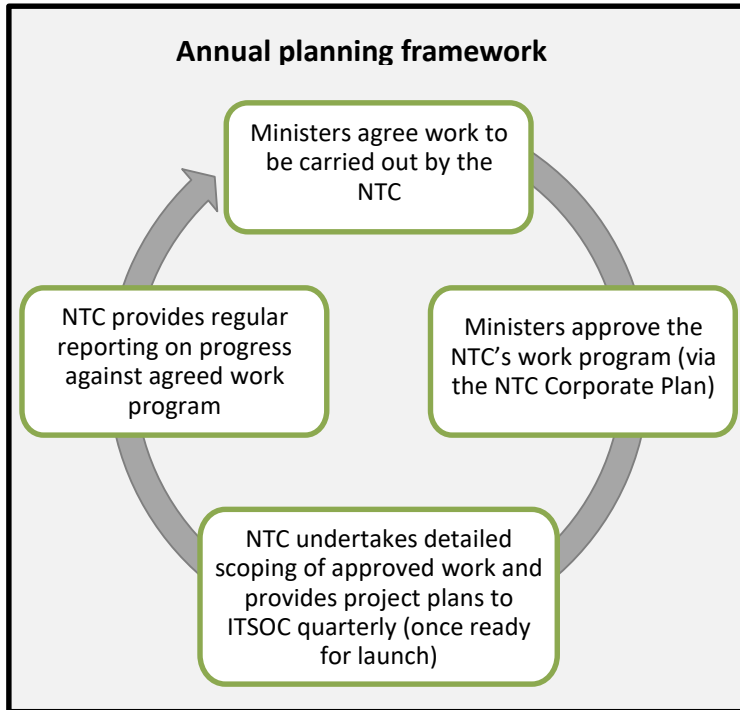 Annual planning framework
Ministers agree work to
be carried out by the
NTC
Ministers approve the
NTC’s work program (via
the NTC Corporate Plan)
NTC undertakes detailed
scoping of approved work and
provides project plans to
ITSOC quarterly (once ready
for launch)
NTC provides regular
reporting on progress
against agreed work
program